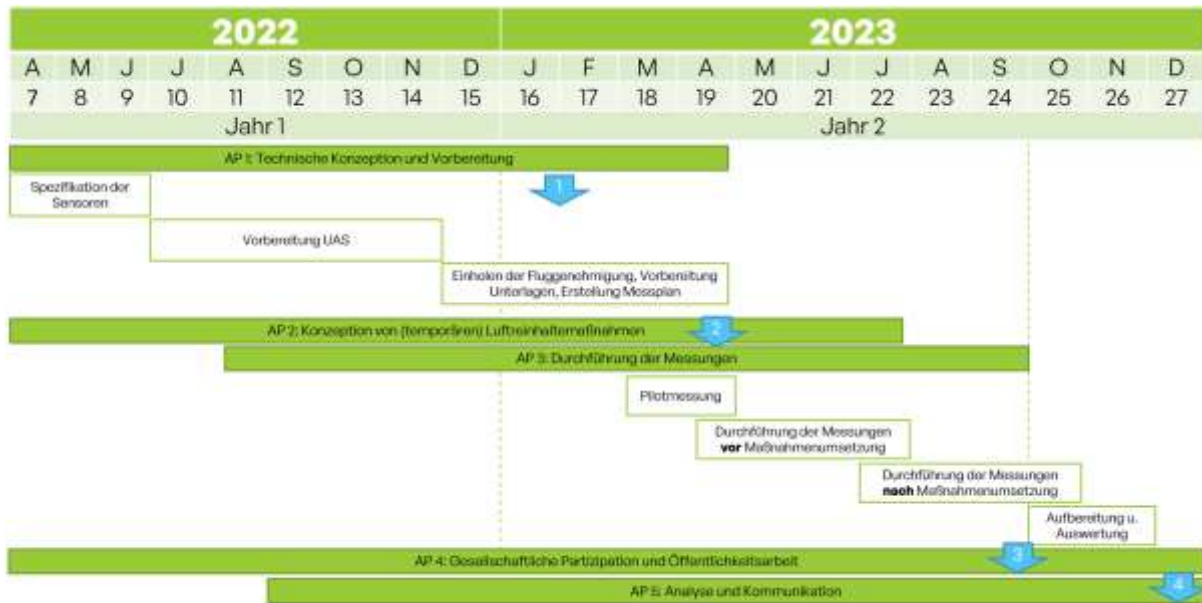 2022 2023
A M J J A S O N D J F M A M J J A S O N D
7 8 9 10 11 12 13 14 15 16 17 18 19 20 21 22 23 24 25 26 27
Jahr 1 Jahr 2
AP 1: Technische Konzeption und Vorbereitung
1
Spezifikation der
Sensoren
Vorbereitung UAS
Einholen der Fluggenehmigung, Vorbereitung
Unterlagen, Erstellung Messplan
AP 2: Konzeption von (temporären) Luftreinhaltemaßnahmen
2
AP 3: Durchführung der Messungen
Pilotmessung
Durchführung der Messungen
vor Maßnahmenumsetzung
Durchführung der Messungen
nach Maßnahmenumsetzung
Aufbereitung u.
Auswertung
3
AP 4: Gesellschaftliche Partizipation und Öffentlichkeitsarbeit
4
AP 5: Analyse und Kommunikation